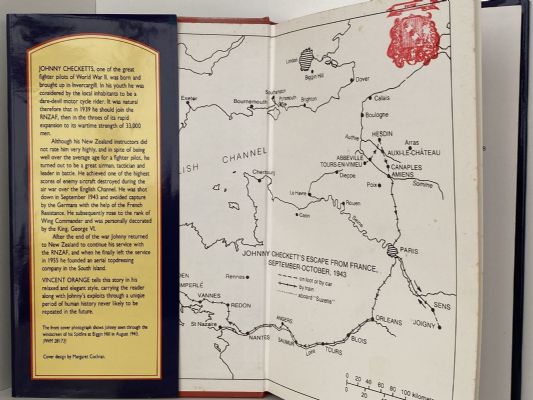 JOHNNY CHECKETTS, one of the great
fighter pilots of World War II, was born and
brought up in Invercargill. In his youth he was
considered by the local inhabitants to be a
dare-devil motor cycle rider. It was natural
therefore that in 1939 he should join the
RNZAF, then in the throes of its rapid
expansion to its wartime strength of 33,000
men.
Although his New Zealand instructors did
not rate him very highly, and in spite of being
well over the average age for a fighter pilot, he
turned out to be a great airman, tactician and
leader in battle. He achieved one of the highest
scores of enemy aircraft destroyed during the
air war over the English Channel. He was shot
down in September 1943 and avoided capture
by the Germans with the help of the French
Resistance. He subsequently rose to the rank of
Wing Commander and was personally decorated
by the King, George VI.
After the end of the war Johnny returned
to New Zealand to continue his service with
the RNZAF, and when he finally left the service
in 1955 he founded an aerial topdressing
company in the South Island.
VINCENT ORANGE tells this story in his
relaxed and elegant style, carrying the reader
along with Johnny's exploits through a unique
period of human history never likely to be
repeated in the future.
The front cover photograph shows Johnny seen through the
windscreen of his Spitfire at Biggin Hill in August 1943.
Cover design by Margaret Cochran.
London
Biggin Hill
Dover
Exeter
Bournemouth
Southampton
Portsmouth
Brighton
Calais
Boulogne
HESDIN
Arras
Authie
AUXI-LE-CHÂTEAU
LISH CHANNEL
ABBEVILLE
TOURS-EN-VIMEU
CANAPLES
AMIENS
Dieppe
Poix
Somme
Cherbourg
Le Havre
Rouen
Caen
Seine
PARIS
JOHNNY CHECKETT'S ESCAPE FROM FRANCE,
SEPTEMBER-OCTOBER, 1943
on foot or by car
by train
aboard "Suzette"
DEN
MPERLÉ
Rennes
VANNES
REDON
SENS
JOIGNY
St Nazaire
NANTES
ANGERS
SAUMUR
Loire
TOURS
BLOIS
ORLEANS
0 20 40 60 80 100 kilomet
0 20 40